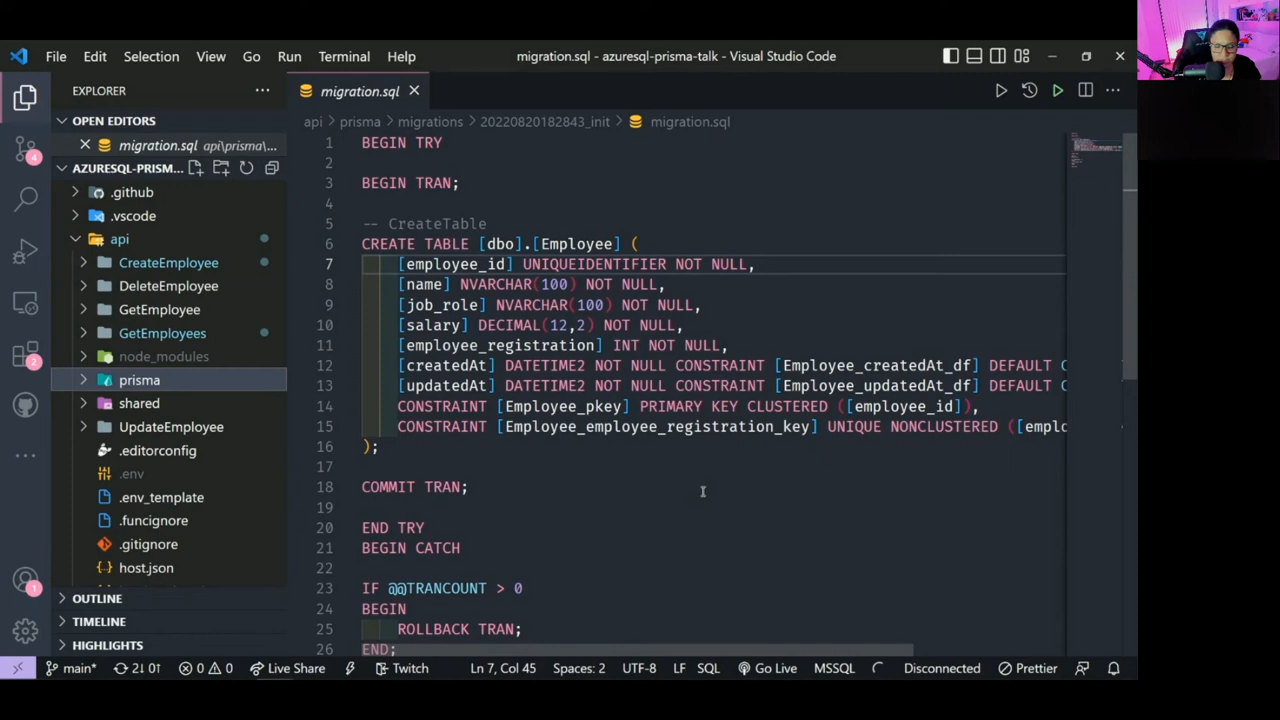 File Edit Selection View Go Run Terminal Help migration.sql - azuresql-prisma-talk - Visual Studio Code
EXPLORER ...
migration.sql
OPEN EDITORS
migration.sql api\prisma\...
AZURESQL-PRISM...
.github
.vscode
api
CreateEmployee
DeleteEmployee
GetEmployee
GetEmployees
node_modules
prisma
shared
UpdateEmployee
.editorconfig
.env
.env_template
.funcignore
.gitignore
host.json
OUTLINE
TIMELINE
HIGHLIGHTS
4
2
1
api > prisma > migrations > 20220820182843_init > migration.sql
1 BEGIN TRY
2
3 BEGIN TRAN;
4
5 -- CreateTable
6 CREATE TABLE [dbo].[Employee] (
7 [employee_id] UNIQUEIDENTIFIER NOT NULL,
8 [name] NVARCHAR(100) NOT NULL,
9 [job_role] NVARCHAR(100) NOT NULL,
10 [salary] DECIMAL(12,2) NOT NULL,
11 [employee_registration] INT NOT NULL,
12 [createdAt] DATETIME2 NOT NULL CONSTRAINT [Employee_createdAt_df] DEFAULT C
13 [updatedAt] DATETIME2 NOT NULL CONSTRAINT [Employee_updatedAt_df] DEFAULT C
14 CONSTRAINT [Employee_pkey] PRIMARY KEY CLUSTERED ([employee_id]),
15 CONSTRAINT [Employee_employee_registration_key] UNIQUE NONCLUSTERED ([emplo
16 );
17
18 COMMIT TRAN;
19
20 END TRY
21 BEGIN CATCH
22
23 IF @@TRANCOUNT > 0
24 BEGIN
25 ROLLBACK TRAN;
26 END;
main* 2↓ 0↑ 0 0 Live Share Twitch Ln 7, Col 45 Spaces: 2 UTF-8 LF SQL Go Live MSSQL Disconnected Prettier